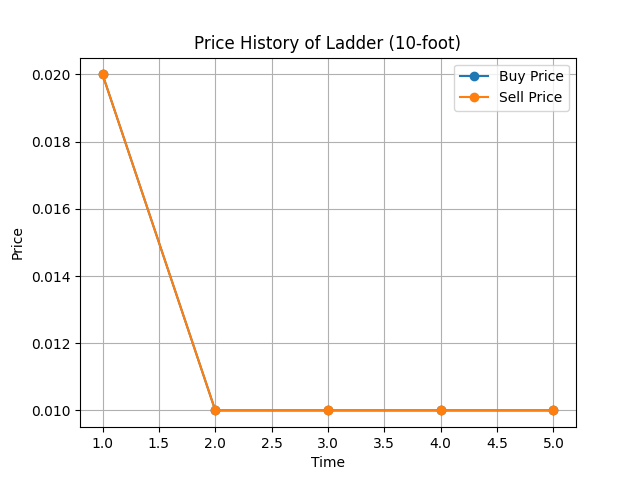 Price History of Ladder (10-foot)
Buy Price
Sell Price
0.020
0.018
0.016
0.014
0.012
0.010
Price
1.0 1.5 2.0 2.5 3.0 3.5 4.0 4.5 5.0
Time